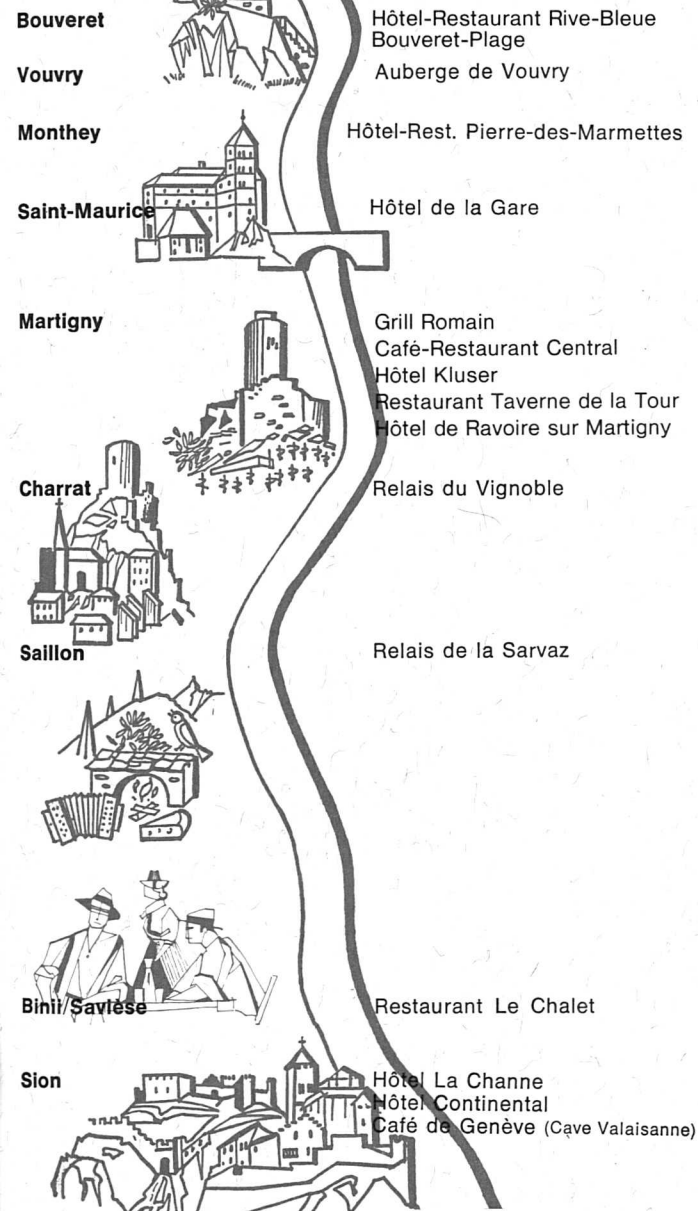 Bouveret Hôtel-Restaurant Rive-Bleue
Bouveret-Plage
Vouvry Auberge de Vouvry
Monthey Hôtel-Rest. Pierre-des-Marmettes
Saint-Maurice Hôtel de la Gare
Martigny Grill Romain
Café-Restaurant Central
Hôtel Kluser
Restaurant Taverne de la Tour
Hôtel de Ravoire sur Martigny
Charrat Relais du Vignoble
Saillon Relais de la Sarvaz
Binii/Savièse Restaurant Le Chalet
Sion Hôtel La Channe
Hôtel Continental
Café de Genève (Cave Valaisanne)